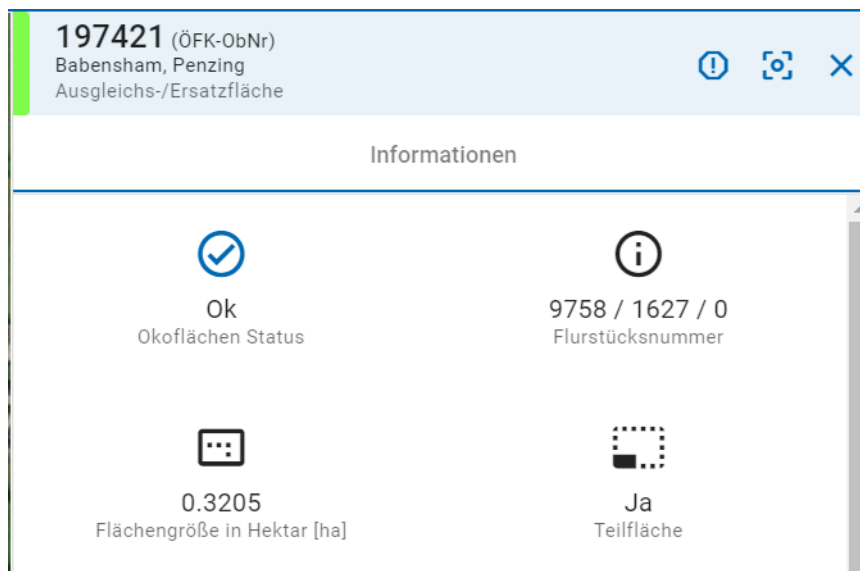 197421 (ÖFK-ObNr)
Babensham, Penzing
Ausgleichs-/Ersatzfläche
Informationen
Ok
Okoflächen Status
9758 / 1627 / 0
Flurstücksnummer
0.3205
Flächengröße in Hektar [ha]
Ja
Teilfläche